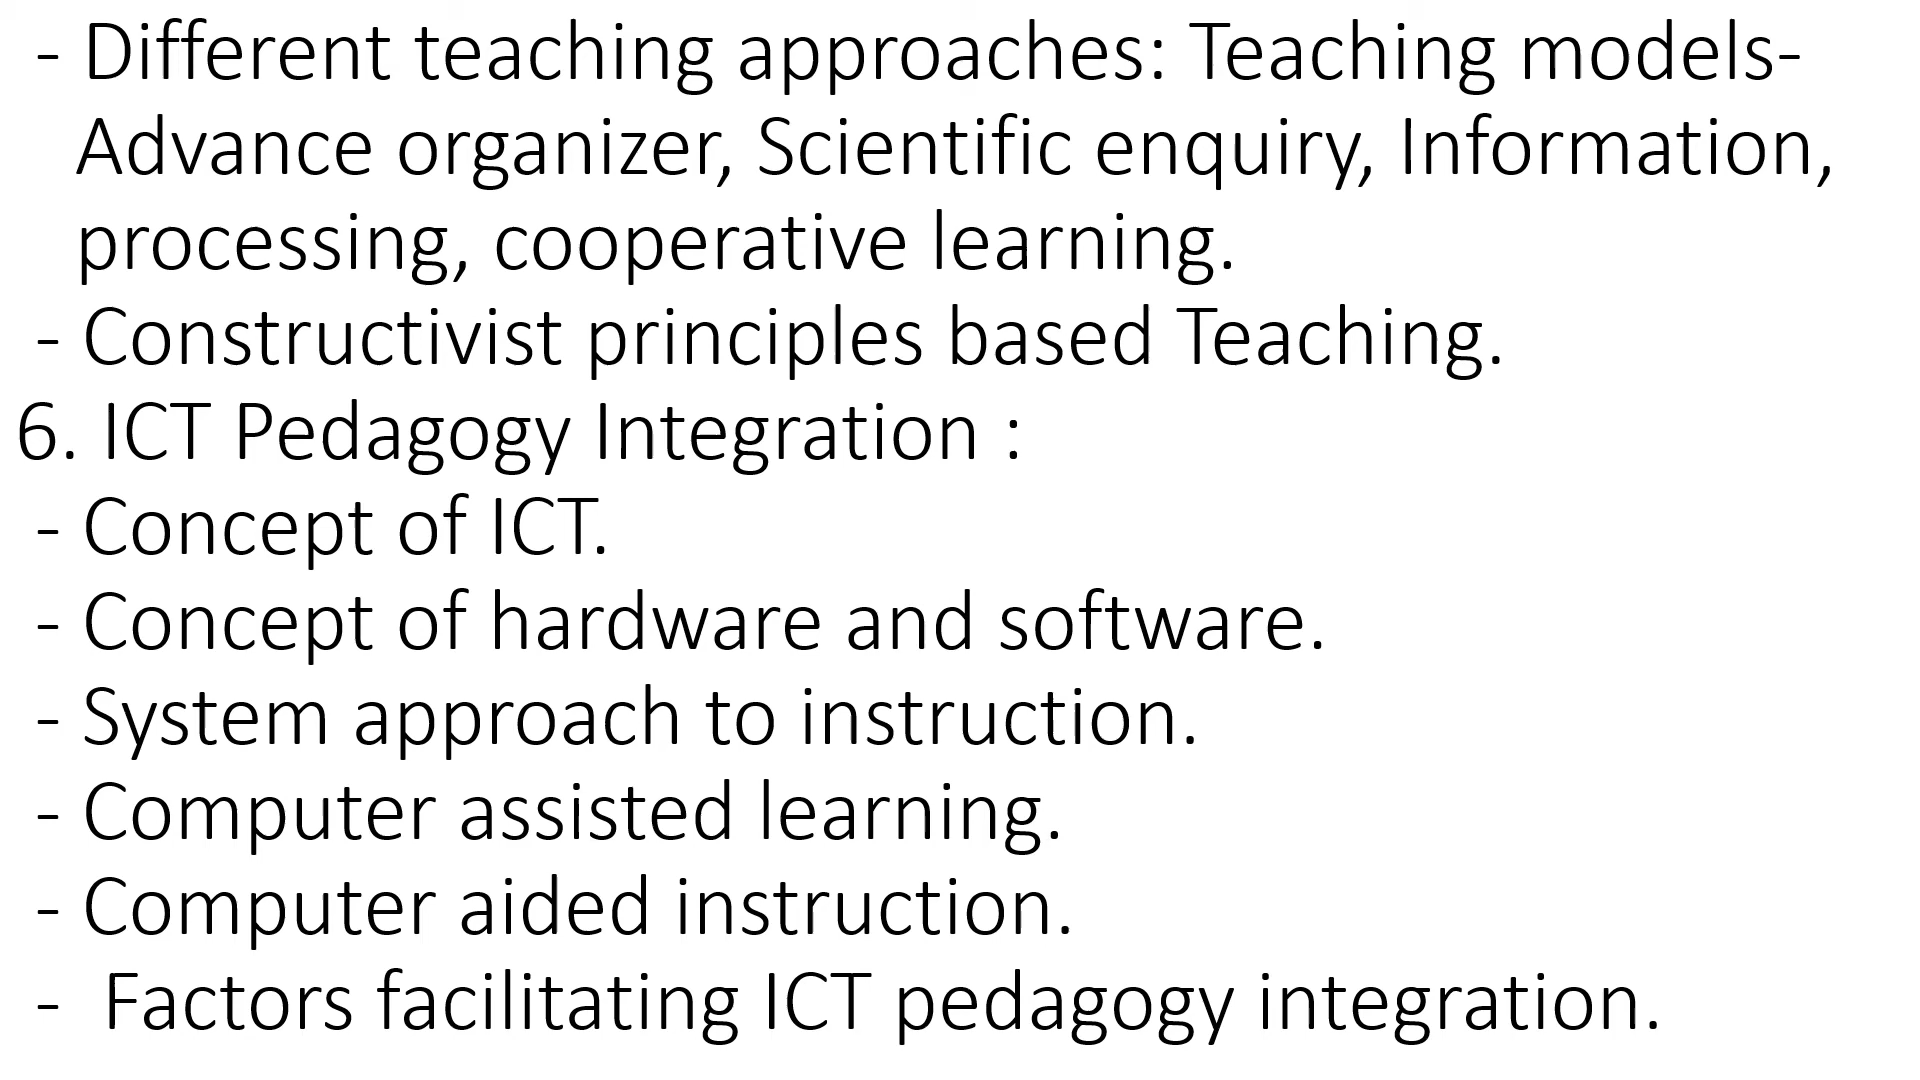 - Different teaching approaches: Teaching models-
Advance organizer, Scientific enquiry, Information,
processing, cooperative learning.
- Constructivist principles based Teaching.
6. ICT Pedagogy Integration :
- Concept of ICT.
- Concept of hardware and software.
- System approach to instruction.
- Computer assisted learning.
- Computer aided instruction.
- Factors facilitating ICT pedagogy integration.